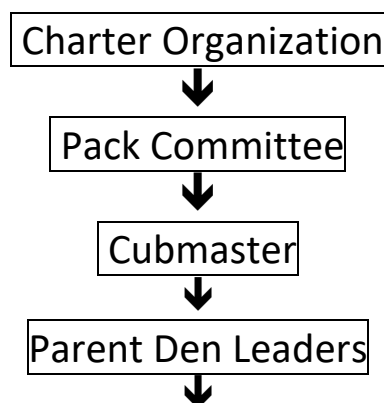 Charter Organization
Pack Committee
Cubmaster
Parent Den Leaders